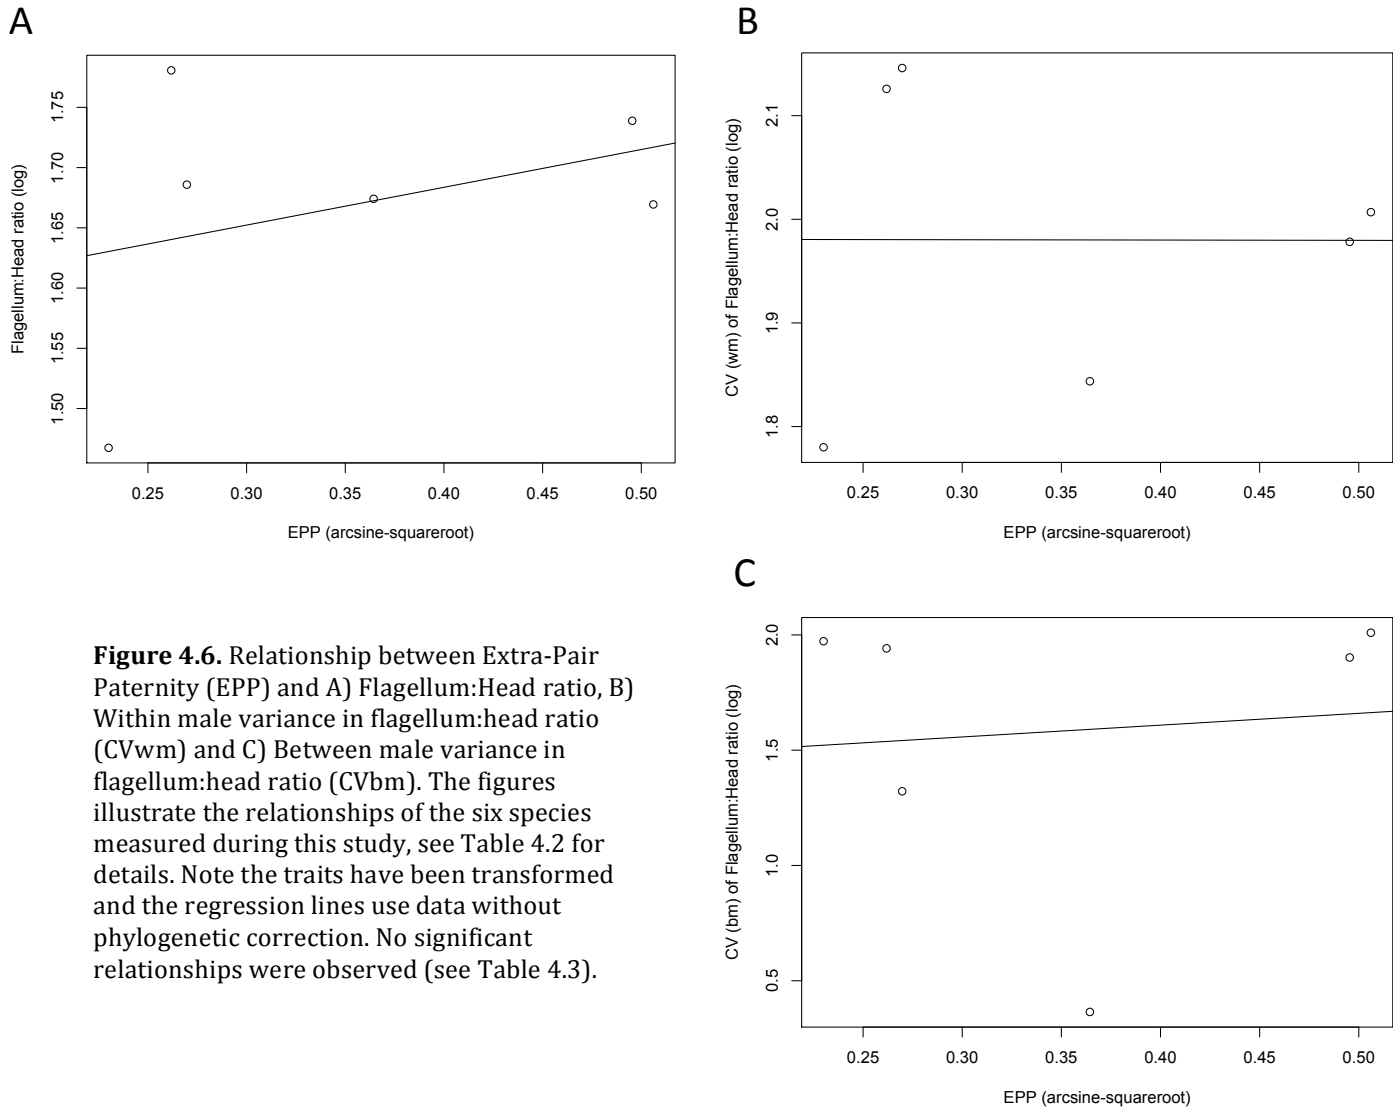 A
Flagellum:Head ratio (log)
1.75
1.70
1.65
1.60
1.55
1.50
0.25 0.30 0.35 0.40 0.45 0.50
EPP (arcsine-squareroot)
B
CV (wm) of Flagellum:Head ratio (log)
2.1
2.0
1.9
1.8
0.25 0.30 0.35 0.40 0.45 0.50
EPP (arcsine-squareroot)
C
CV (bm) of Flagellum:Head ratio (log)
2.0
1.5
1.0
0.5
0.25 0.30 0.35 0.40 0.45 0.50
EPP (arcsine-squareroot)
Figure 4.6. Relationship between Extra-Pair
Paternity (EPP) and A) Flagellum:Head ratio, B)
Within male variance in flagellum:head ratio
(CVwm) and C) Between male variance in
flagellum:head ratio (CVbm). The figures
illustrate the relationships of the six species
measured during this study, see Table 4.2 for
details. Note the traits have been transformed
and the regression lines use data without
phylogenetic correction. No significant
relationships were observed (see Table 4.3).